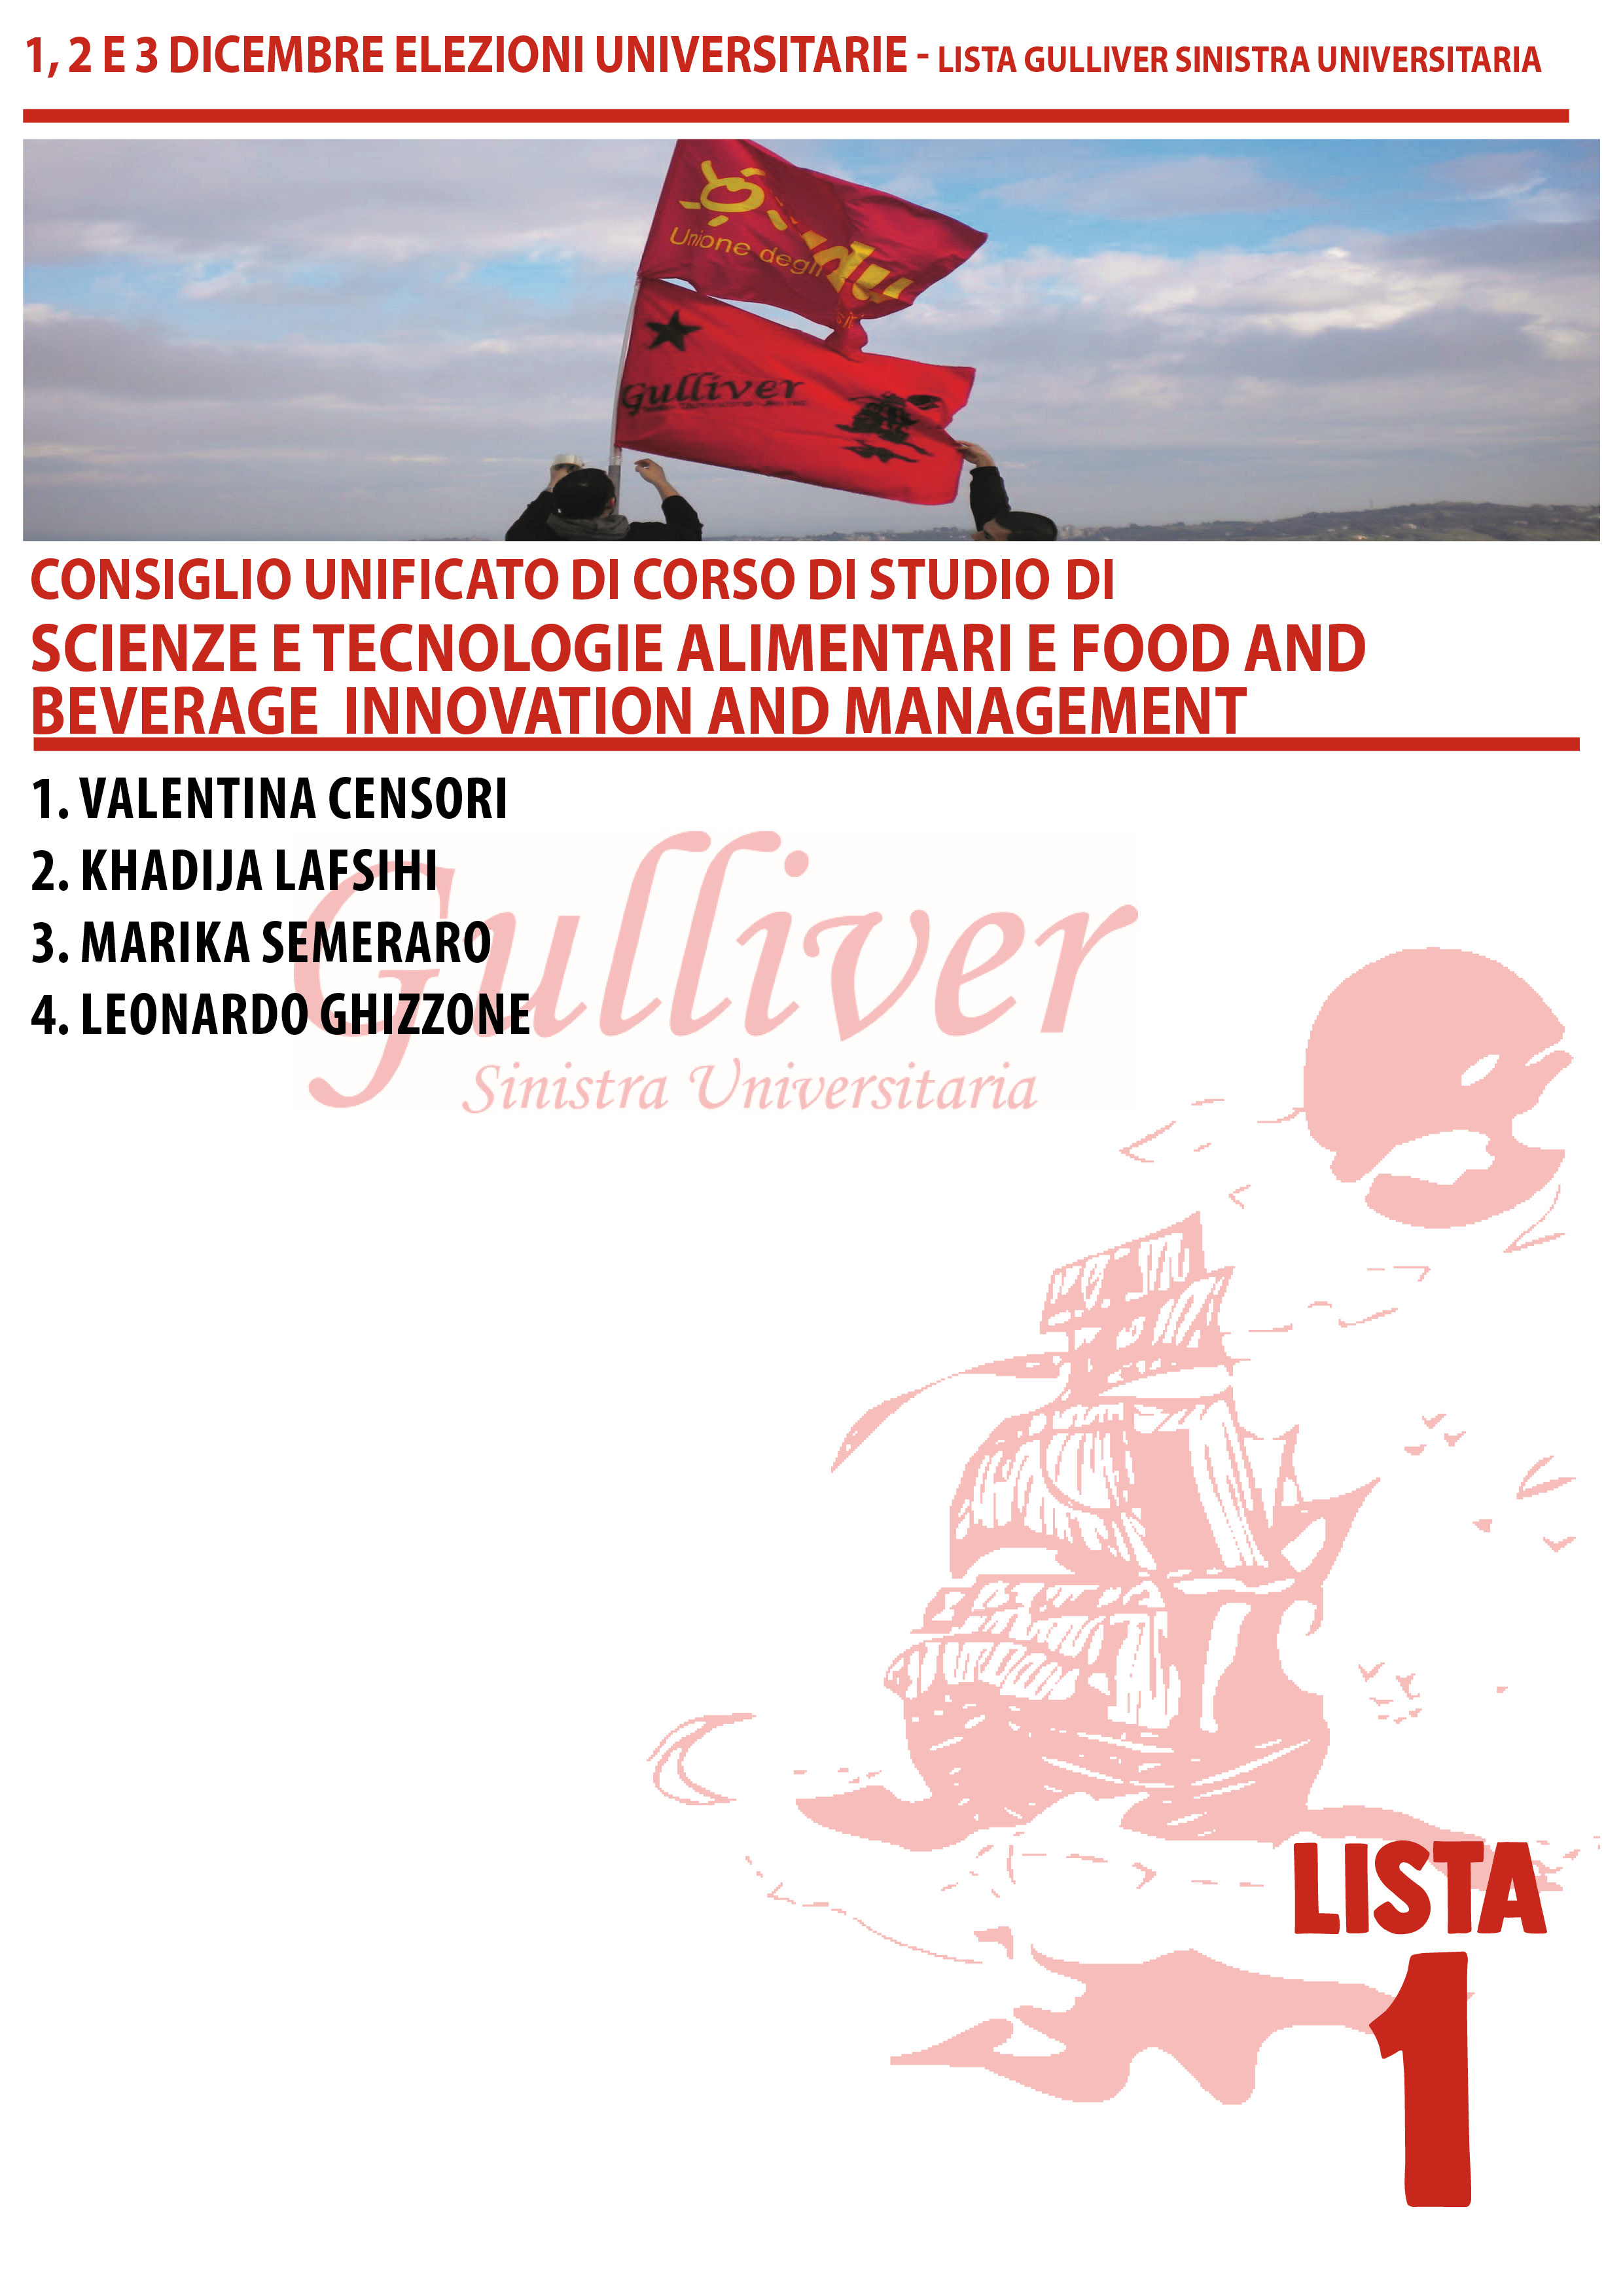 1, 2 E 3 DICEMBRE ELEZIONI UNIVERSITARIE - LISTA GULLIVER SINISTRA UNIVERSITARIA
Unione degli
Gulliver
CONSIGLIO UNIFICATO DI CORSO DI STUDIO DI
SCIENZE E TECNOLOGIE ALIMENTARI E FOOD AND
BEVERAGE INNOVATION AND MANAGEMENT
1. VALENTINA CENSORI
2. KHADIJA LAFSIHI
3. MARIKA SEMERARO
4. LEONARDO GHIZZONE
Gulliver
Sinistra Universitaria
LISTA
1